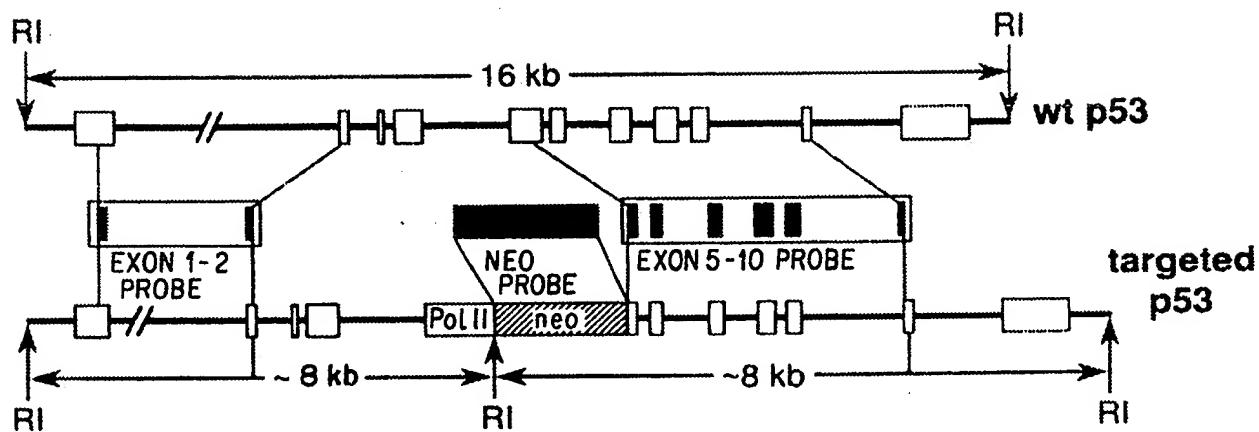 RI
RI
16 kb
wt p53
EXON 1-2
PROBE
NEO
PROBE
EXON 5-10 PROBE
targeted
p53
Pol II
neo
~8 kb
~8 kb
RI
RI
RI